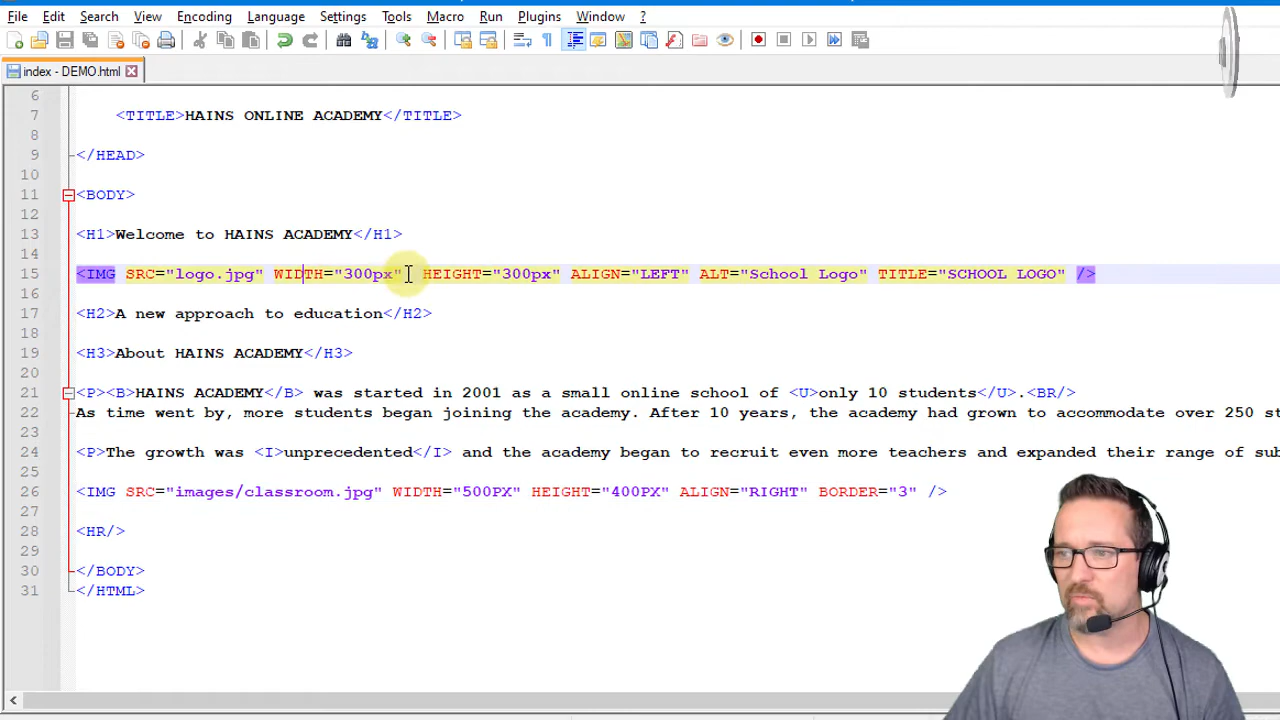 File Edit Search View Encoding Language Settings Tools Macro Run Plugins Window ?
index - DEMO.html
6
7 <TITLE>HAINS ONLINE ACADEMY</TITLE>
8
9 </HEAD>
10
11 <BODY>
12
13 <H1>Welcome to HAINS ACADEMY</H1>
14
15 <IMG SRC="logo.jpg" WIDTH="300px" HEIGHT="300px" ALIGN="LEFT" ALT="School Logo" TITLE="SCHOOL LOGO" />
16
17 <H2>A new approach to education</H2>
18
19 <H3>About HAINS ACADEMY</H3>
20
21 <P><B>HAINS ACADEMY</B> was started in 2001 as a small online school of <U>only 10 students</U>.<BR/>
22 As time went by, more students began joining the academy. After 10 years, the academy had grown to accommodate over 250 st
23
24 <P>The growth was <I>unprecedented</I> and the academy began to recruit even more teachers and expanded their range of sub
25
26 <IMG SRC="images/classroom.jpg" WIDTH="500PX" HEIGHT="400PX" ALIGN="RIGHT" BORDER="3" />
27
28 <HR/>
29
30 </BODY>
31 </HTML>